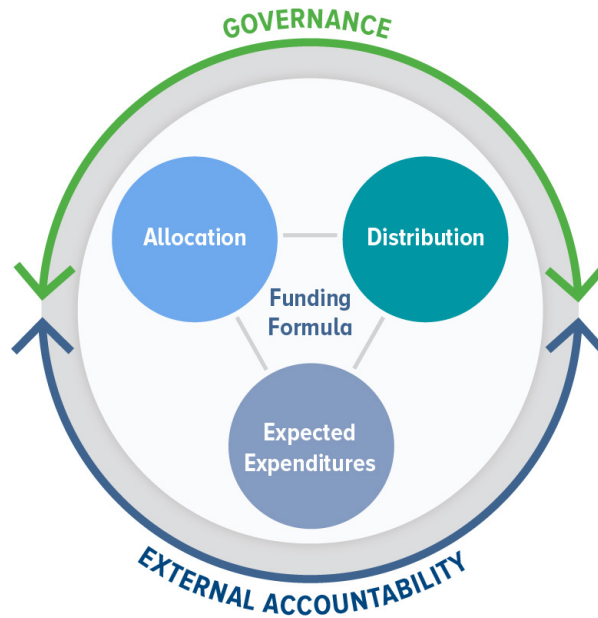 GOVERNANCE
Allocation
Distribution
Funding
Formula
Expected
Expenditures
EXTERNAL ACCOUNTABILITY